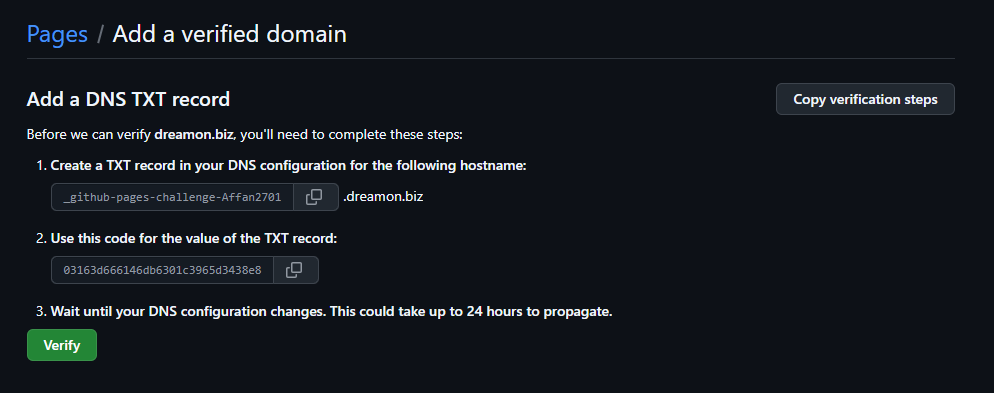 Pages / Add a verified domain
Add a DNS TXT record
Copy verification steps
Before we can verify dreamon.biz, you'll need to complete these steps:
1. Create a TXT record in your DNS configuration for the following hostname:
_github-pages-challenge-Affan2701 .dreamon.biz
2. Use this code for the value of the TXT record:
03163d666146db6301c3965d3438e8
3. Wait until your DNS configuration changes. This could take up to 24 hours to propagate.
Verify